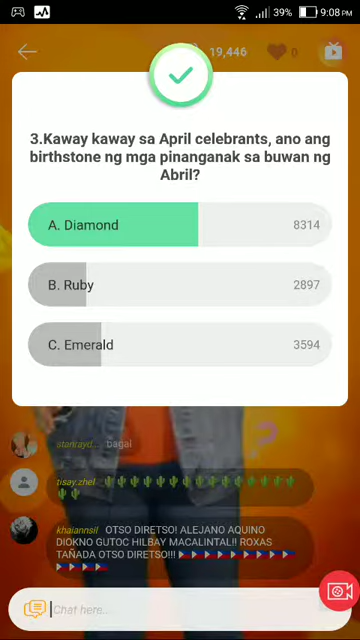 39% 9:08 PM
19,446 0
3.Kaway kaway sa April celebrants, ano ang
birthstone ng mga pinanganak sa buwan ng
Abril?
A. Diamond 8314
B. Ruby 2897
C. Emerald 3594
bagai
tisay.zhel
khaiannsil OTSO DIRETSO! ALEJANO AQUINO
DIOKNO GUTOC HILBAY MACALINTAL!! ROXAS
TAÑADA OTSO DIRETSO!!!
Chat here...